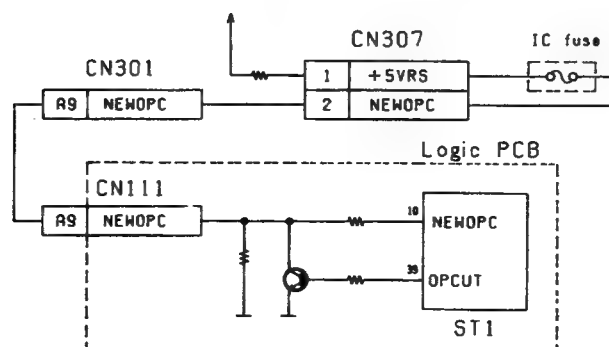 CN307
IC fuse
CN301
1 +5VRS
A9 NEWOPC
2 NEWOPC
Logic PCB
CN111
A9 NEWOPC
10 NEWOPC
39 OPCUT
ST1